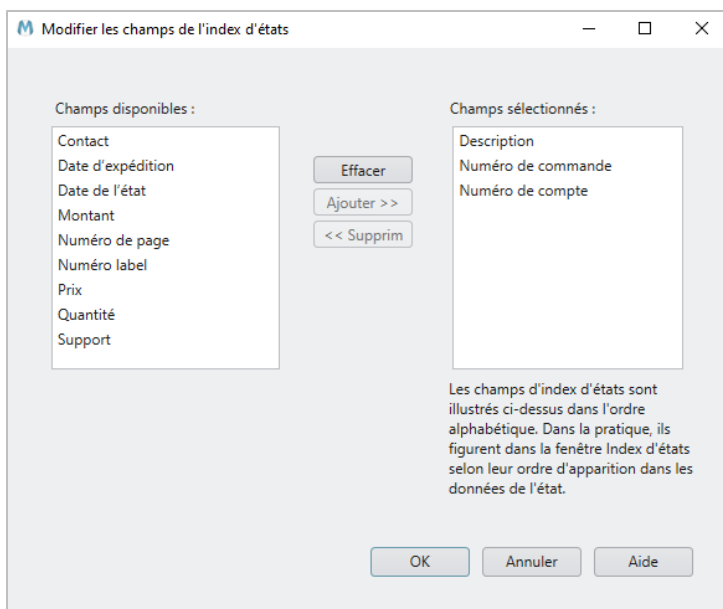 Modifier les champs de l'index d'états
Champs disponibles :
Contact
Date d'expédition
Date de l'état
Montant
Numéro de page
Numéro label
Prix
Quantité
Support
Effacer
Ajouter >>
<< Supprim
Champs sélectionnés :
Description
Numéro de commande
Numéro de compte
Les champs d'index d'états sont
illustrés ci-dessus dans l'ordre
alphabétique. Dans la pratique, ils
figurent dans la fenêtre Index d'états
selon leur ordre d'apparition dans les
données de l'état.
OK
Annuler
Aide